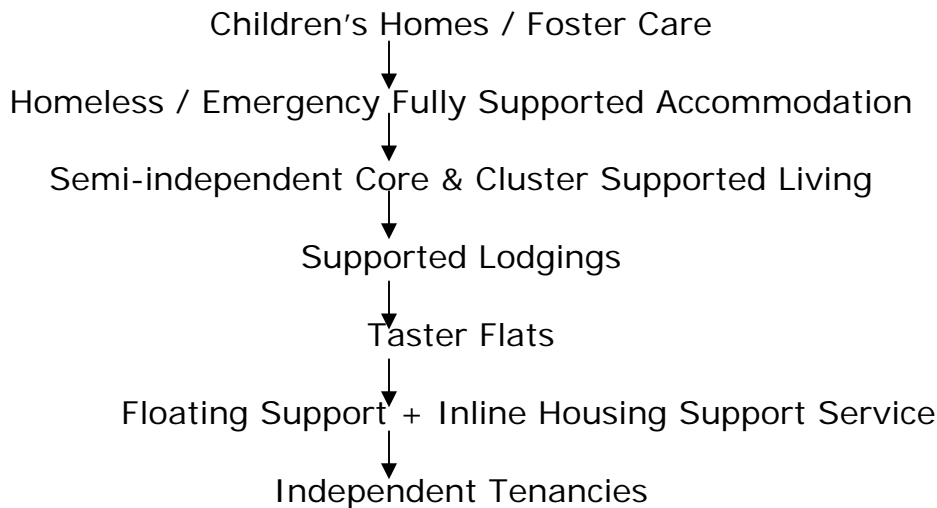 Children's Homes / Foster Care
Homeless / Emergency Fully Supported Accommodation
Semi-independent Core & Cluster Supported Living
Supported Lodgings
Taster Flats
Floating Support + Inline Housing Support Service
Independent Tenancies